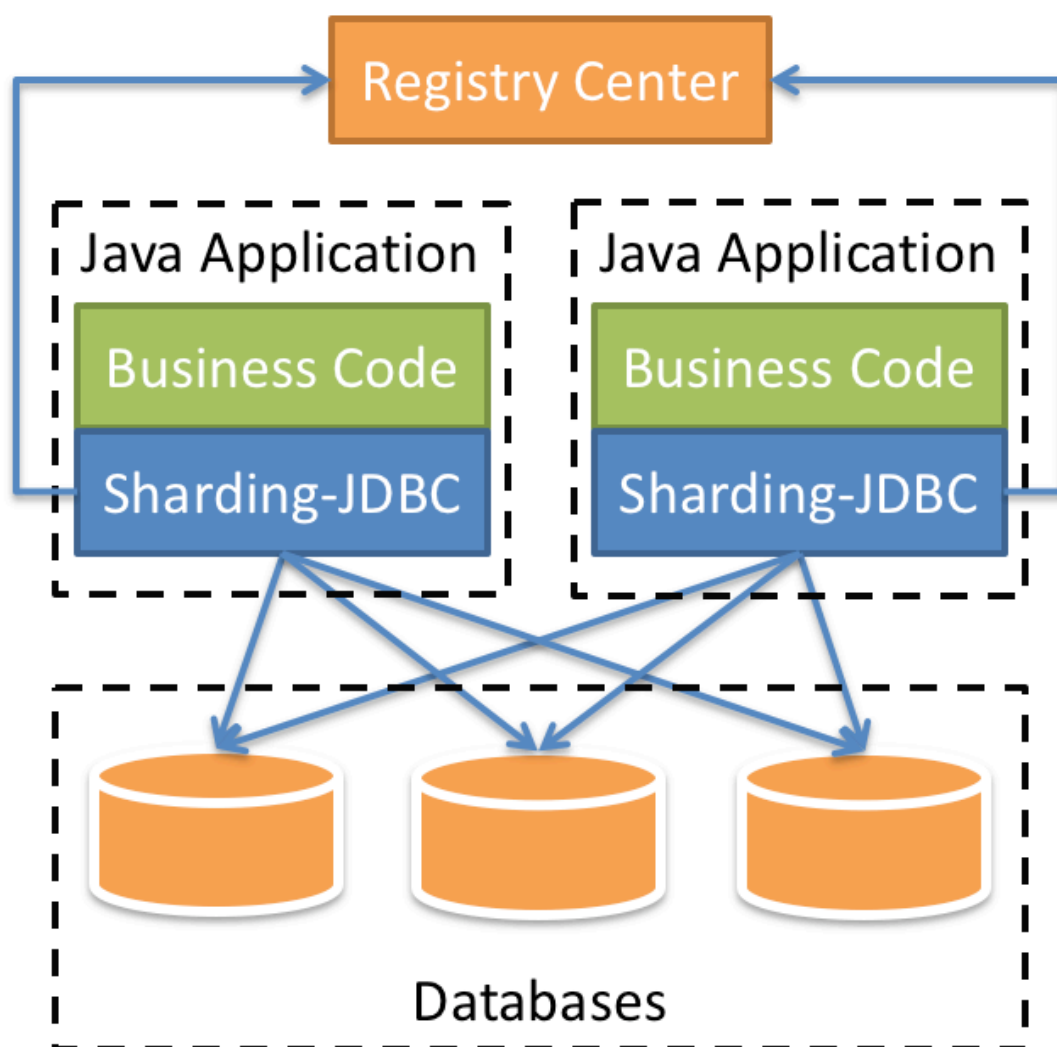 Registry Center
Java Application
Business Code
Sharding-JDBC
Java Application
Business Code
Sharding-JDBC
Databases